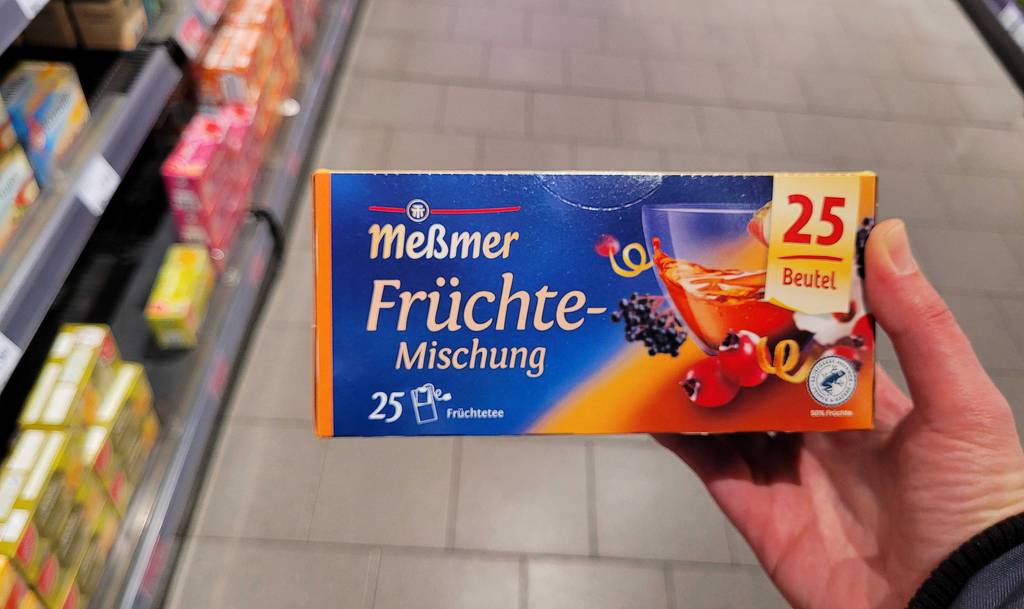 Meßmer
Früchte-
Mischung
25
Früchtetee
25
Beutel
50% Früchte